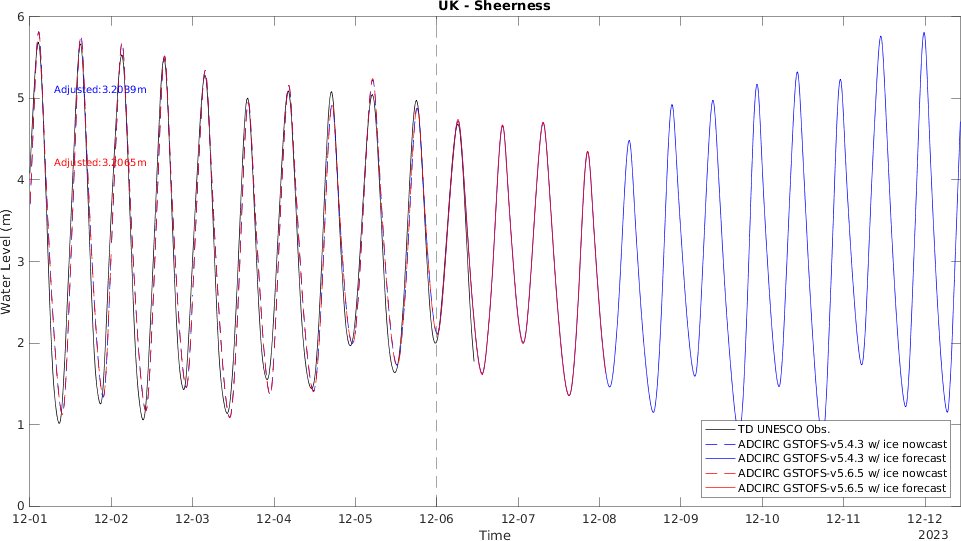 UK - Sheerness
6
5
4
3
2
1
0
Water Level (m)
Adjusted:3.2039m
Adjusted:3.2065m
TD UNESCO Obs.
ADCIRC GSTOFS-v5.4.3 w/ ice nowcast
ADCIRC GSTOFS-v5.4.3 w/ ice forecast
ADCIRC GSTOFS-v5.6.5 w/ ice nowcast
ADCIRC GSTOFS-v5.6.5 w/ ice forecast
12-01 12-02 12-03 12-04 12-05 12-06 12-07 12-08 12-09 12-10 12-11 12-12
Time
2023